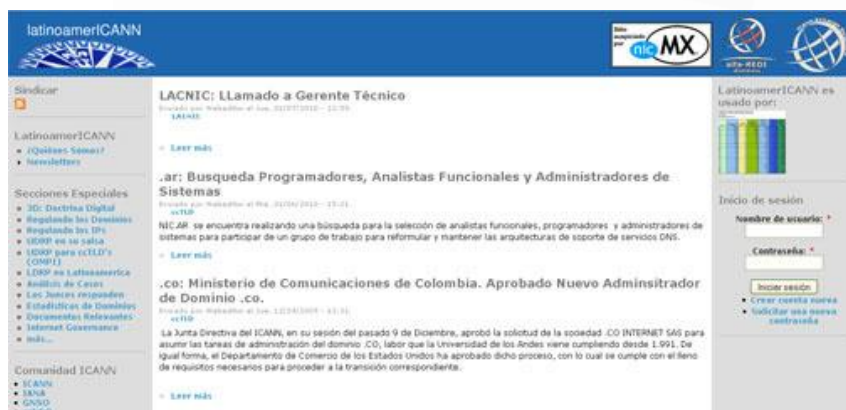 latinoamerICANN
Sitio
auspiciado
por
nic MX
alfa-REDI
Sindicar
LatinoamerICANN
¿Quiénes Somos?
Newsletters
Secciones Especiales
3D: Doctrina Digital
Regulando los Dominios
Regulando los IPs
UDRP en su salsa
UDRP para ccTLD's
(OMPI)
LDRP en Latinoamerica
Análisis de Casos
Los Jueces responden
Estadísticas de Dominios
Documentos Relevantes
Internet Governance
más...
Comunidad ICANN
ICANN
IANA
GNSO
LACNIC: LLamado a Gerente Técnico
LACNIC
Leer más
.ar: Busqueda Programadores, Analistas Funcionales y Administradores de
Sistemas
ccTLD
NIC.AR se encuentra realizando una búsqueda para la selección de analistas funcionales, programadores y administradores de
sistemas para participar de un grupo de trabajo para reformular y mantener las arquitecturas de soporte de servicios DNS.
Leer más
.co: Ministerio de Comunicaciones de Colombia. Aprobado Nuevo Adminsitrador
de Dominio .co.
ccTLD
La Junta Directiva del ICANN, en su sesión del pasado 9 de Diciembre, aprobó la solicitud de la sociedad .CO INTERNET SAS para
asumir las tareas de administración del dominio .CO, labor que la Universidad de los Andes viene cumpliendo desde 1.991. De
igual forma, el Departamento de Comercio de los Estados Unidos ha aprobado dicho proceso, con lo cual se cumple con el lleno
de requisitos necesarios para proceder a la transición correspondiente.
Leer más
LatinoamerICANN es
usado por:
Inicio de sesión
Nombre de usuario: *
Contraseña: *
Iniciar sesión
Crear cuenta nueva
Solicitar una nueva
contraseña